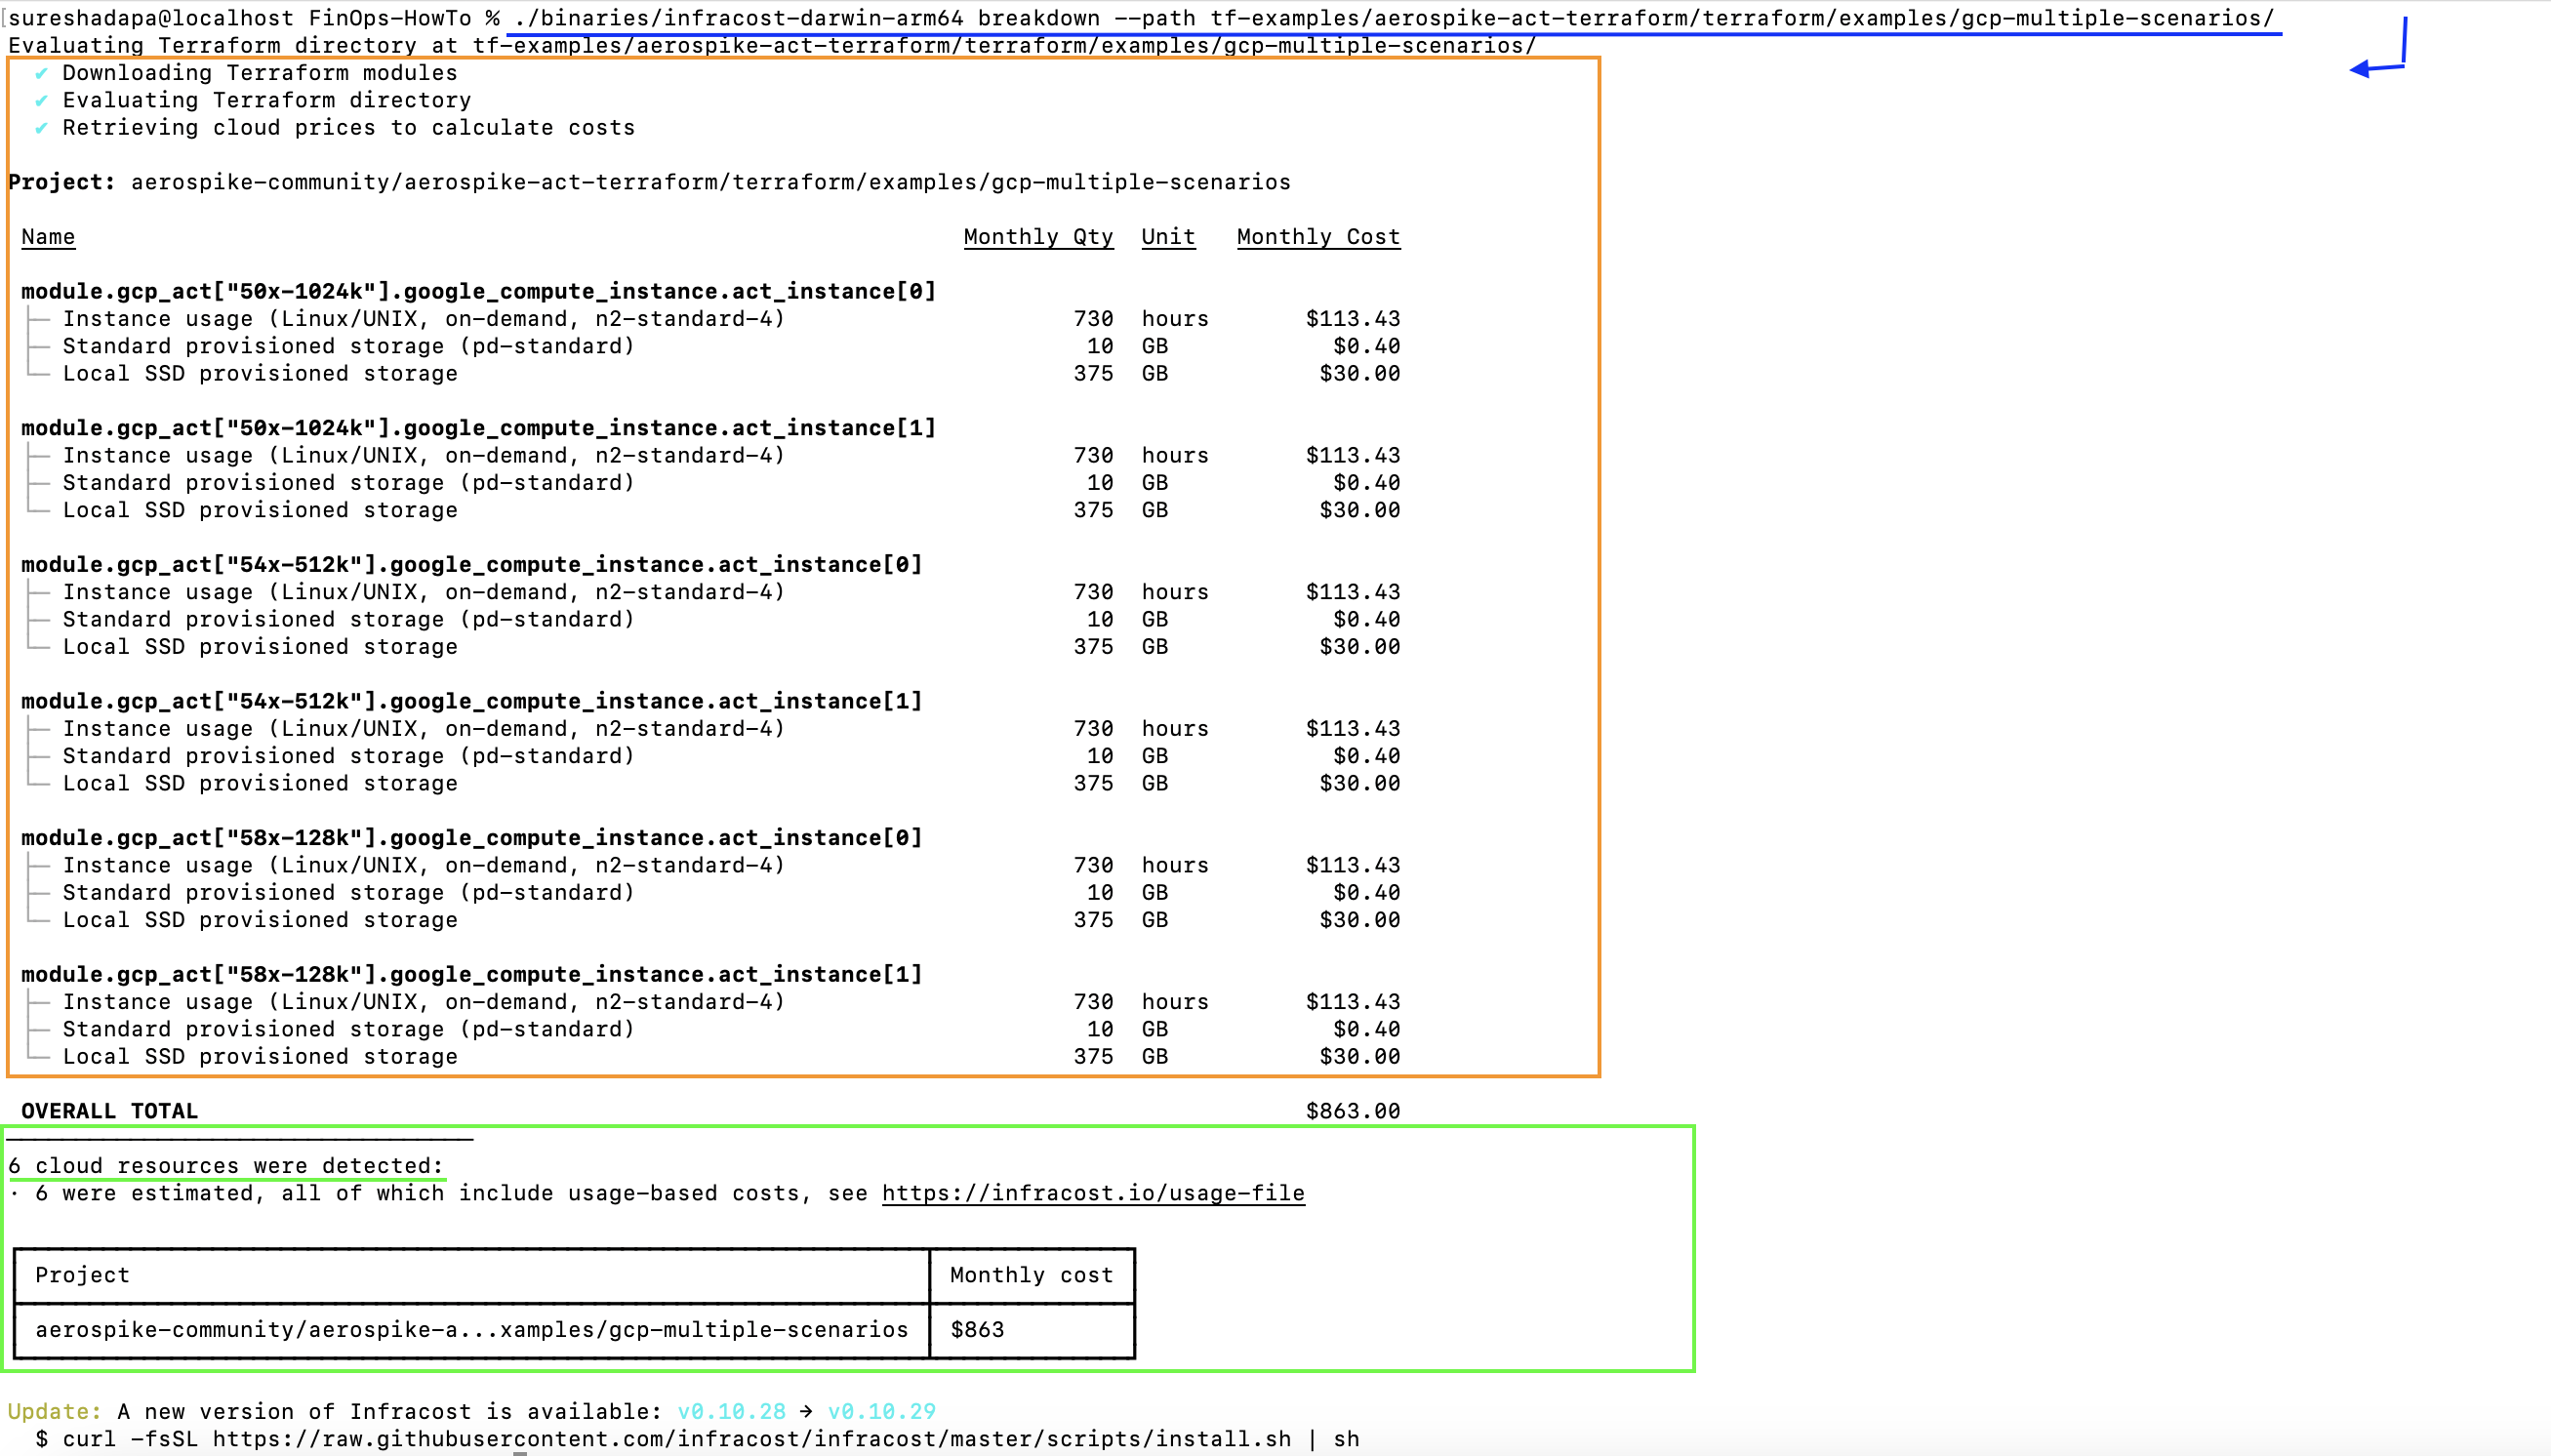 [sureshadapa@localhost FinOps-HowTo % ./binaries/infracost-darwin-arm64 breakdown --path tf-examples/aerospike-act-terraform/terraform/examples/gcp-multiple-scenarios/
Evaluating Terraform directory at tf-examples/aerospike-act-terraform/terraform/examples/gcp-multiple-scenarios/
✔ Downloading Terraform modules
✔ Evaluating Terraform directory
✔ Retrieving cloud prices to calculate costs
Project: aerospike-community/aerospike-act-terraform/terraform/examples/gcp-multiple-scenarios
Name Monthly Qty Unit Monthly Cost
module.gcp_act["50x-1024k"].google_compute_instance.act_instance[0]
├─ Instance usage (Linux/UNIX, on-demand, n2-standard-4) 730 hours $113.43
├─ Standard provisioned storage (pd-standard) 10 GB $0.40
└─ Local SSD provisioned storage 375 GB $30.00
module.gcp_act["50x-1024k"].google_compute_instance.act_instance[1]
├─ Instance usage (Linux/UNIX, on-demand, n2-standard-4) 730 hours $113.43
├─ Standard provisioned storage (pd-standard) 10 GB $0.40
└─ Local SSD provisioned storage 375 GB $30.00
module.gcp_act["54x-512k"].google_compute_instance.act_instance[0]
├─ Instance usage (Linux/UNIX, on-demand, n2-standard-4) 730 hours $113.43
├─ Standard provisioned storage (pd-standard) 10 GB $0.40
└─ Local SSD provisioned storage 375 GB $30.00
module.gcp_act["54x-512k"].google_compute_instance.act_instance[1]
├─ Instance usage (Linux/UNIX, on-demand, n2-standard-4) 730 hours $113.43
├─ Standard provisioned storage (pd-standard) 10 GB $0.40
└─ Local SSD provisioned storage 375 GB $30.00
module.gcp_act["58x-128k"].google_compute_instance.act_instance[0]
├─ Instance usage (Linux/UNIX, on-demand, n2-standard-4) 730 hours $113.43
├─ Standard provisioned storage (pd-standard) 10 GB $0.40
└─ Local SSD provisioned storage 375 GB $30.00
module.gcp_act["58x-128k"].google_compute_instance.act_instance[1]
├─ Instance usage (Linux/UNIX, on-demand, n2-standard-4) 730 hours $113.43
├─ Standard provisioned storage (pd-standard) 10 GB $0.40
└─ Local SSD provisioned storage 375 GB $30.00
OVERALL TOTAL $863.00
6 cloud resources were detected:
· 6 were estimated, all of which include usage-based costs, see https://infracost.io/usage-file
Project Monthly cost
aerospike-community/aerospike-a...xamples/gcp-multiple-scenarios $863
Update: A new version of Infracost is available: v0.10.28 → v0.10.29
$ curl -fsSL https://raw.githubusercontent.com/infracost/infracost/master/scripts/install.sh | sh